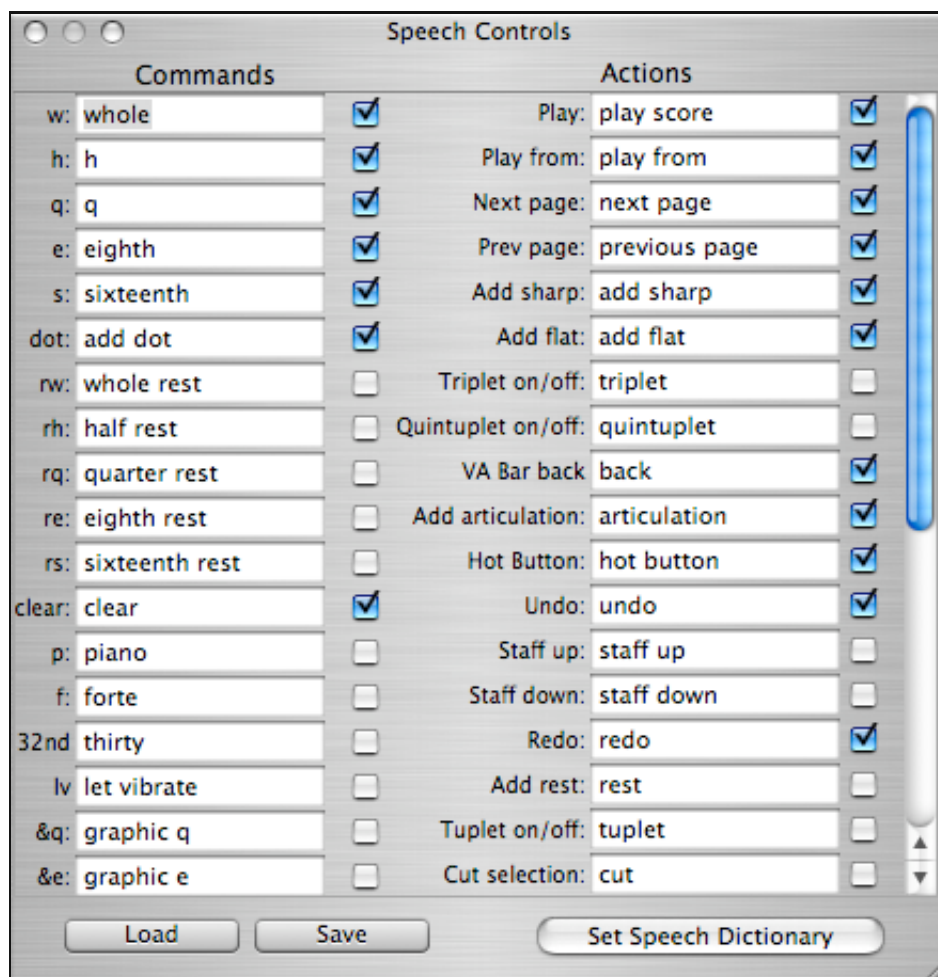 Speech Controls
Commands Actions
w: whole Play: play score
h: h Play from: play from
q: q Next page: next page
e: eighth Prev page: previous page
s: sixteenth Add sharp: add sharp
dot: add dot Add flat: add flat
rw: whole rest Triplet on/off: triplet
rh: half rest Quintuplet on/off: quintuplet
rq: quarter rest VA Bar back back
re: eighth rest Add articulation: articulation
rs: sixteenth rest Hot Button: hot button
clear: clear Undo: undo
p: piano Staff up: staff up
f: forte Staff down: staff down
32nd thirty Redo: redo
lv let vibrate Add rest: rest
&q: graphic q Tuplet on/off: tuplet
&e: graphic e Cut selection: cut
Load Save Set Speech Dictionary